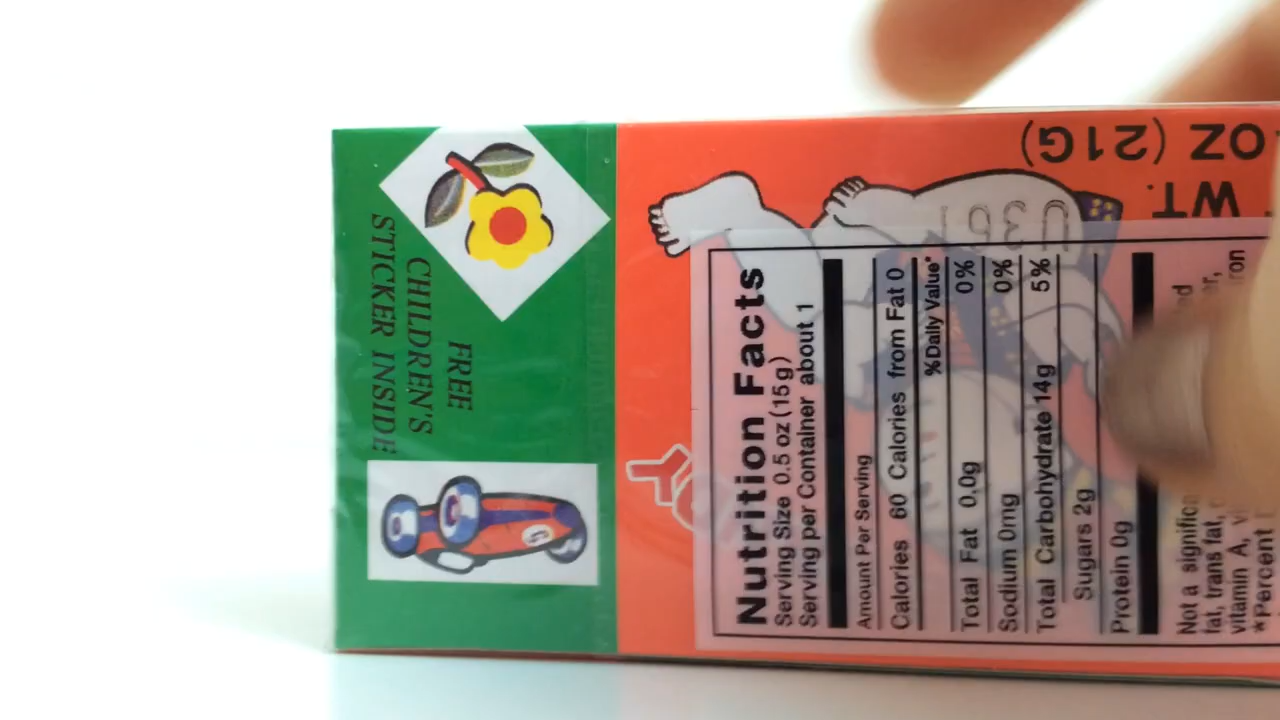 FREE
CHILDREN'S
STICKER INSIDE
OZ (21G)
WT.
Nutrition Facts
Serving Size 0.5 oz (15g)
Serving per Container about 1
Amount Per Serving
Calories 60 Calories from Fat 0
%Daily Value*
Total Fat 0.0g 0%
Sodium 0mg 0%
Total Carbohydrate 14g 5%
Sugars 2g
Protein 0g
Not a
fat, trans fat,
vitamin A,
*Percent